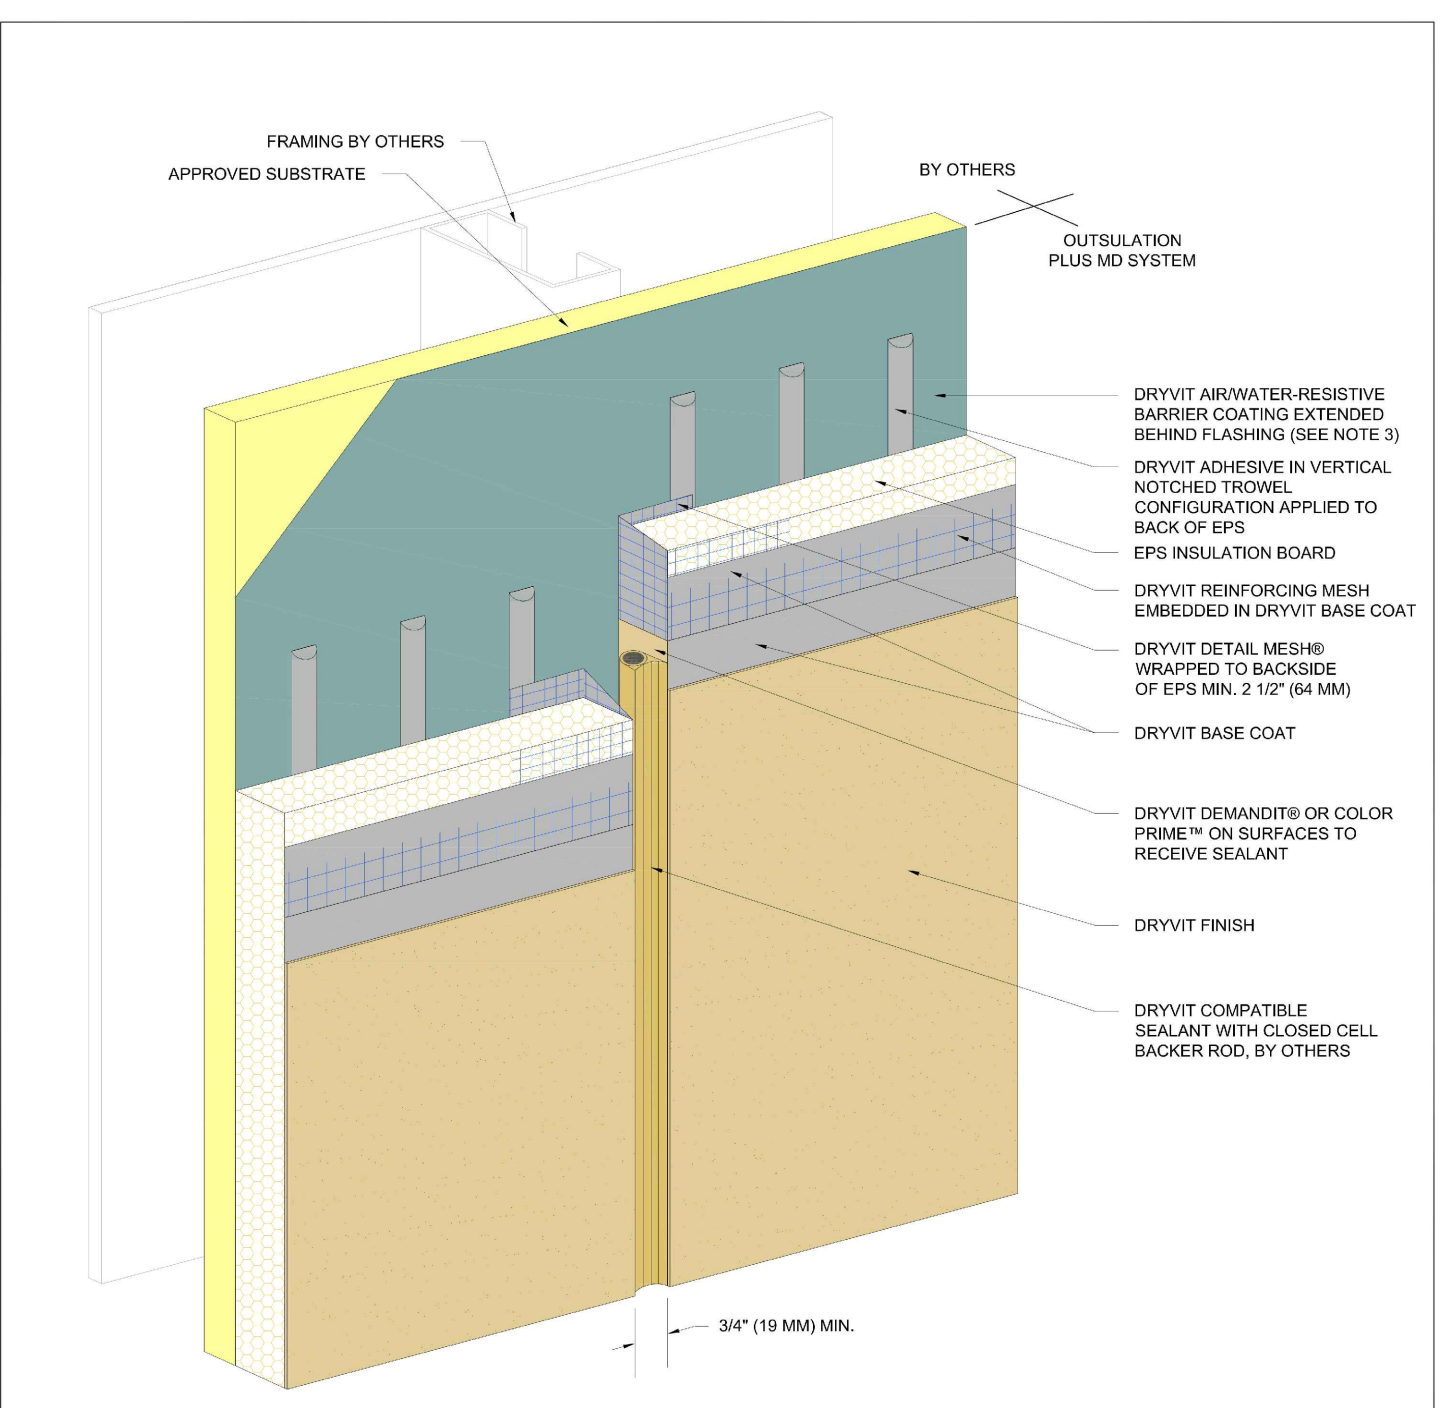 FRAMING BY OTHERS
APPROVED SUBSTRATE
BY OTHERS
OUTSULATION
PLUS MD SYSTEM
DRYVIT AIR/WATER-RESISTIVE
BARRIER COATING EXTENDED
BEHIND FLASHING (SEE NOTE 3)
DRYVIT ADHESIVE IN VERTICAL
NOTCHED TROWEL
CONFIGURATION APPLIED TO
BACK OF EPS
EPS INSULATION BOARD
DRYVIT REINFORCING MESH
EMBEDDED IN DRYVIT BASE COAT
DRYVIT DETAIL MESH®
WRAPPED TO BACKSIDE
OF EPS MIN. 2 1/2" (64 MM)
DRYVIT BASE COAT
DRYVIT DEMANDIT® OR COLOR
PRIME™ ON SURFACES TO
RECEIVE SEALANT
DRYVIT FINISH
DRYVIT COMPATIBLE
SEALANT WITH CLOSED CELL
BACKER ROD, BY OTHERS
3/4" (19 MM) MIN.